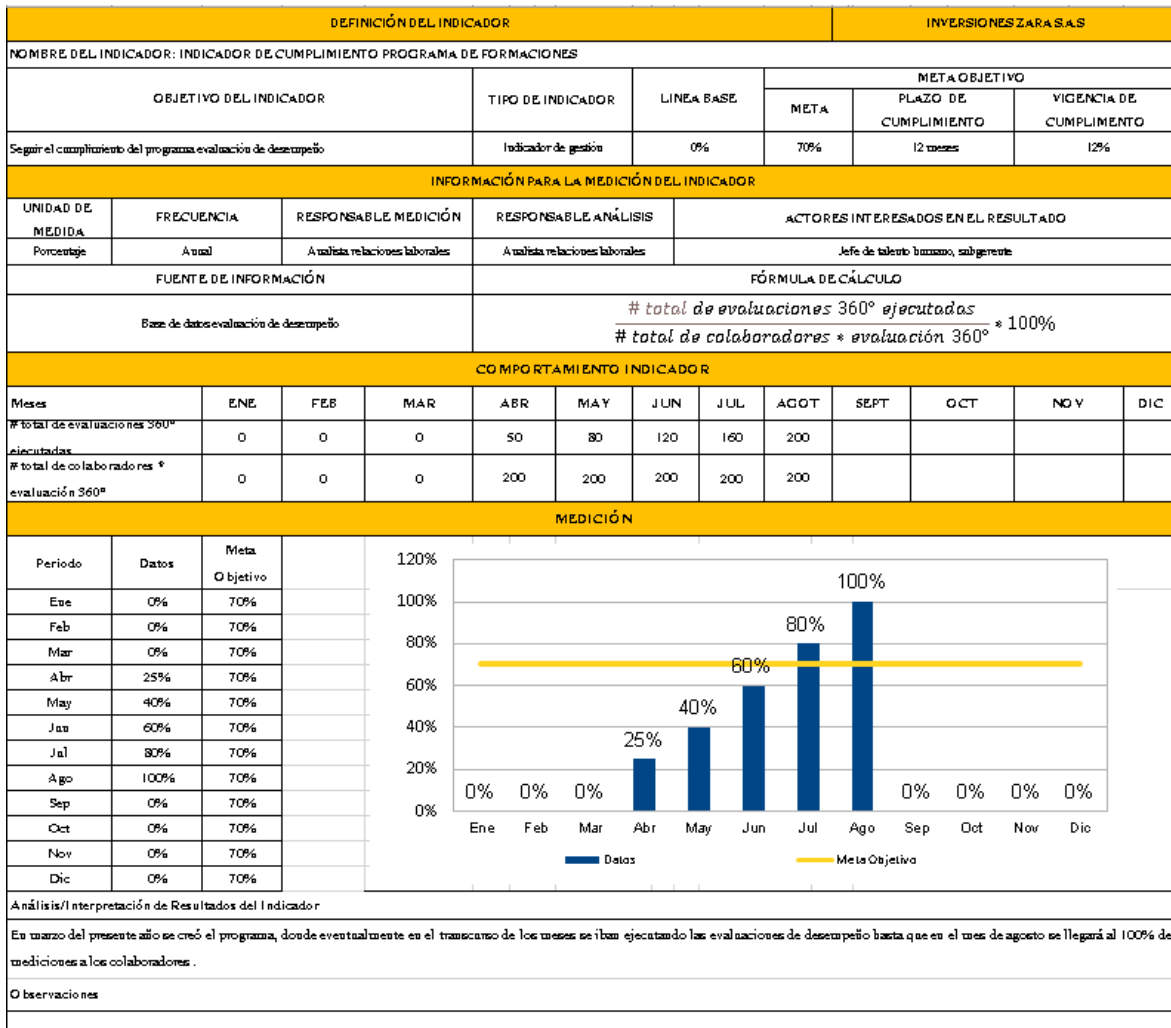 DEFINICIÓN DEL INDICADOR INVERSIONES ZARA S.A.S
NOMBRE DEL INDICADOR: INDICADOR DE CUMPLIMIENTO PROGRAMA DE FORMACIONES
OBJETIVO DEL INDICADOR TIPO DE INDICADOR LINEA BASE META OBJETIVO
META PLAZO DE CUMPLIMIENTO VIGENCIA DE CUMPLIMENTO
Seguir el cumplimiento del programa evaluación de desempeño Indicador de gestión 0% 70% 12 meses 12%
INFORMACIÓN PARA LA MEDICIÓN DEL INDICADOR
UNIDAD DE MEDIDA FRECUENCIA RESPONSABLE MEDICIÓN RESPONSABLE ANÁLISIS ACTORES INTERESADOS EN EL RESULTADO
Porcentaje Anual Analista relaciones laborales Analista relaciones laborales Jefe de talento humano, subgerente
FUENTE DE INFORMACIÓN FÓRMULA DE CÁLCULO
Base de datos evaluación de desempeño
# total de evaluaciones 360° ejecutadas
# total de colaboradores * evaluación 360° * 100%
COMPORTAMIENTO INDICADOR
Meses ENE FEB MAR ABR MAY JUN JUL AGOT SEPT OCT NOV DIC
# total de evaluaciones 360° ejecutadas 0 0 0 50 80 120 160 200
# total de colaboradores * evaluación 360° 0 0 0 200 200 200 200 200
MEDICIÓN
Periodo Datos Meta Objetivo
Ene 0% 70%
Feb 0% 70%
Mar 0% 70%
Abr 25% 70%
May 40% 70%
Jun 60% 70%
Jul 80% 70%
Ago 100% 70%
Sep 0% 70%
Oct 0% 70%
Nov 0% 70%
Dic 0% 70%
120%
100%
80%
60%
40%
20%
0%
0% 0% 0% 25% 40% 60% 80% 100% 0% 0% 0% 0%
Ene Feb Mar Abr May Jun Jul Ago Sep Oct Nov Dic
Datos Meta Objetivo
Análisis/Interpretación de Resultados del Indicador
En marzo del presente año se creó el programa, donde eventualmente en el transcurso de los meses se iban ejecutando las evaluaciones de desempeño hasta que en el mes de agosto se llegará al 100% de
mediciones a los colaboradores .
Observaciones